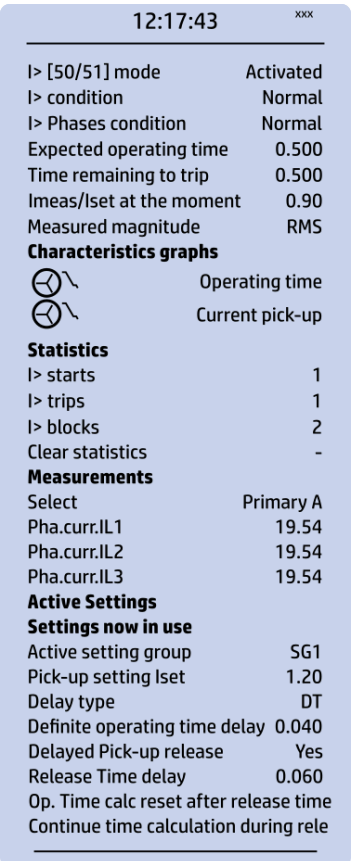 12:17:43 xxx
I> [50/51] mode Activated
I> condition Normal
I> Phases condition Normal
Expected operating time 0.500
Time remaining to trip 0.500
Imeas/Iset at the moment 0.90
Measured magnitude RMS
Characteristics graphs
Operating time
Current pick-up
Statistics
I> starts 1
I> trips 1
I> blocks 2
Clear statistics -
Measurements
Select Primary A
Pha.curr.IL1 19.54
Pha.curr.IL2 19.54
Pha.curr.IL3 19.54
Active Settings
Settings now in use
Active setting group SG1
Pick-up setting Iset 1.20
Delay type DT
Definite operating time delay 0.040
Delayed Pick-up release Yes
Release Time delay 0.060
Op. Time calc reset after release time
Continue time calculation during rele